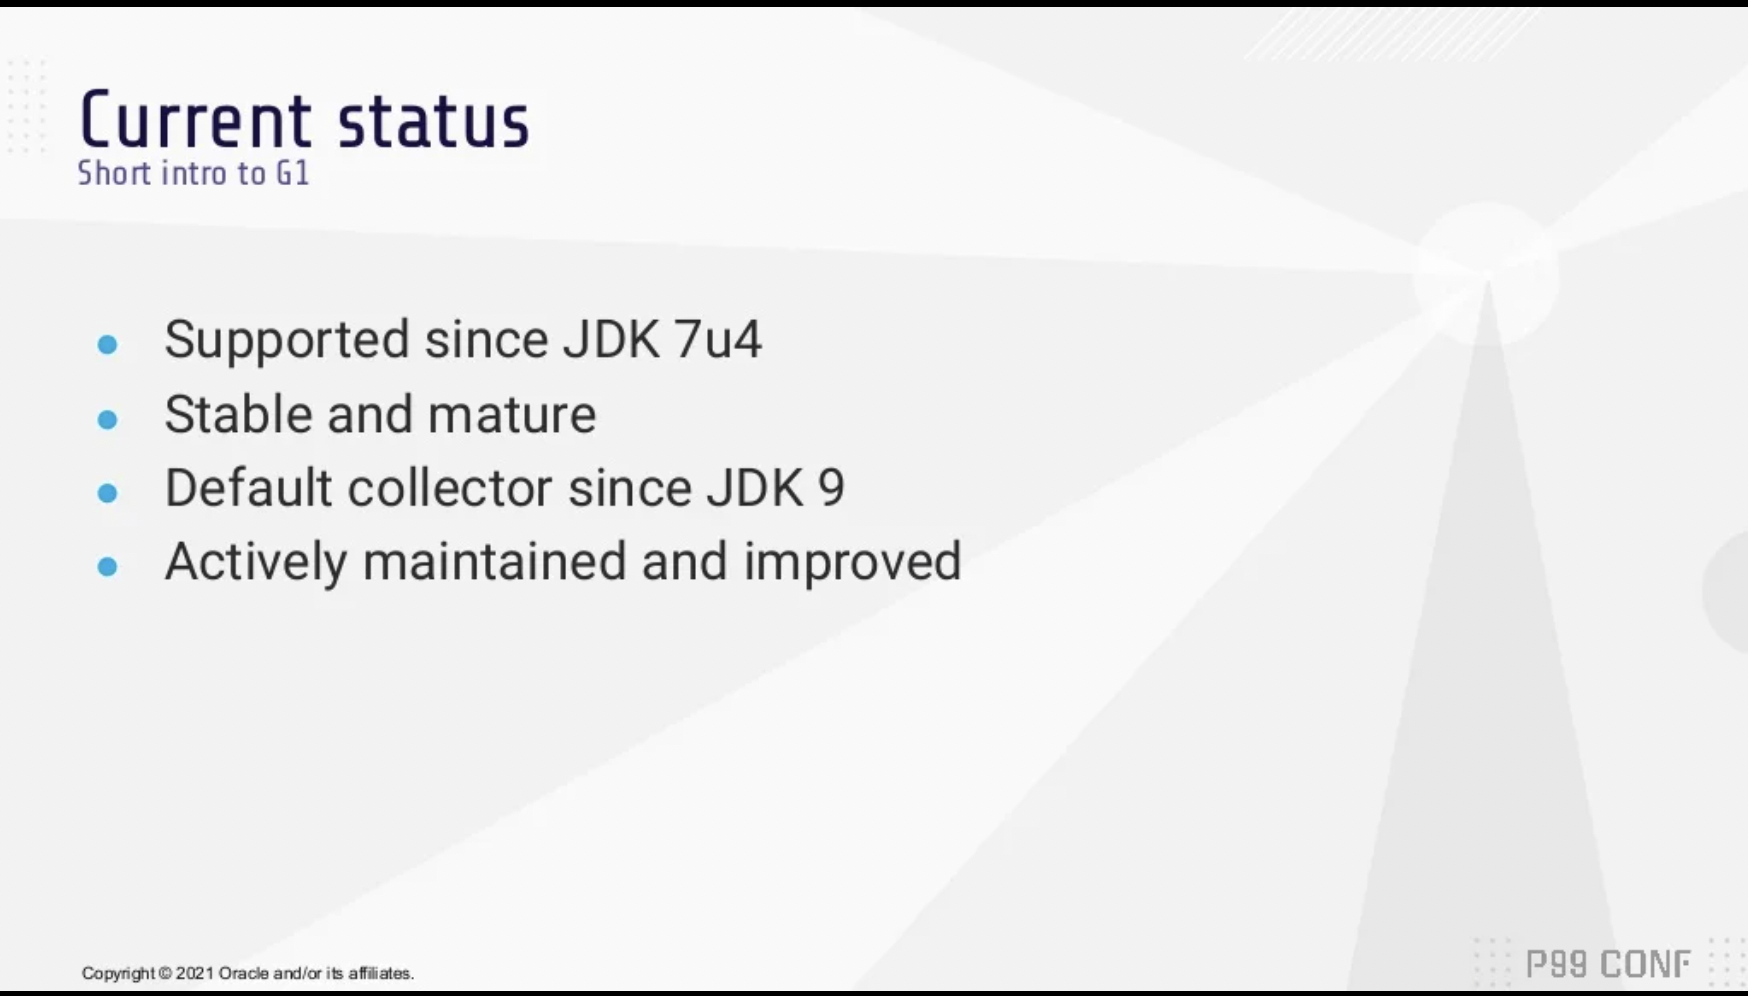 Current status
Short intro to G1
Supported since JDK 7u4
Stable and mature
Default collector since JDK 9
Actively maintained and improved
Copyright © 2021 Oracle and/or its affiliates.
P99 CONF